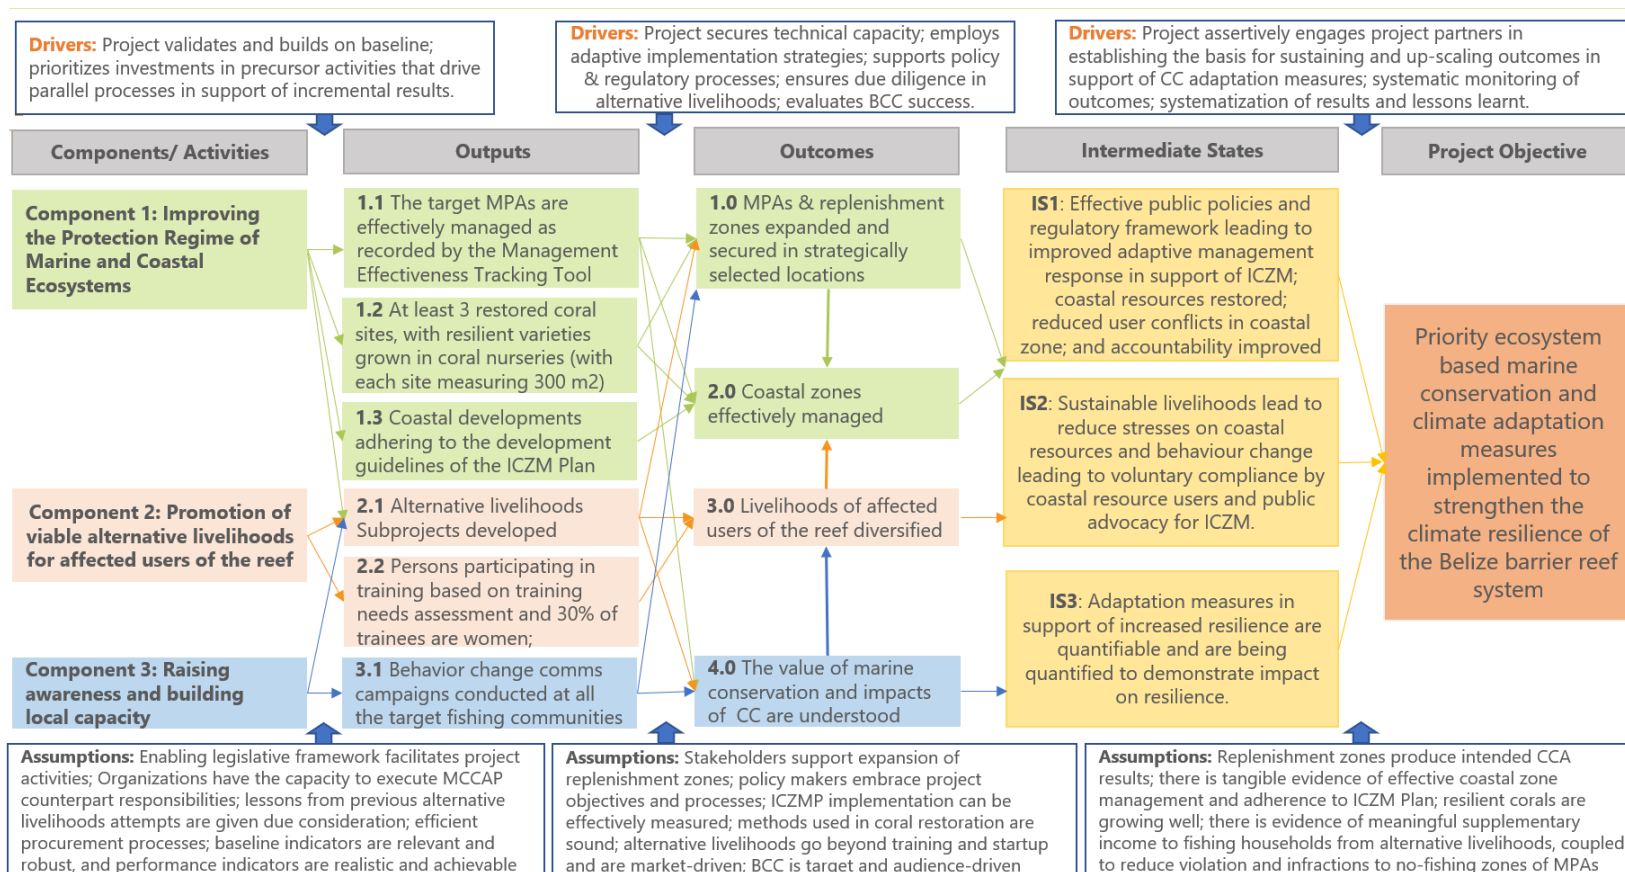 Drivers: Project validates and builds on baseline;
prioritizes investments in precursor activities that drive
parallel processes in support of incremental results.
Drivers: Project secures technical capacity; employs
adaptive implementation strategies; supports policy
& regulatory processes; ensures due diligence in
alternative livelihoods; evaluates BCC success.
Drivers: Project assertively engages project partners in
establishing the basis for sustaining and up-scaling outcomes in
support of CC adaptation measures; systematic monitoring of
outcomes; systematization of results and lessons learnt.
Components/ Activities
Outputs
Outcomes
Intermediate States
Project Objective
Component 1: Improving
the Protection Regime of
Marine and Coastal
Ecosystems
Component 2: Promotion of
viable alternative livelihoods
for affected users of the reef
Component 3: Raising
awareness and building
local capacity
1.1 The target MPAs are
effectively managed as
recorded by the Management
Effectiveness Tracking Tool
1.2 At least 3 restored coral
sites, with resilient varieties
grown in coral nurseries (with
each site measuring 300 m2)
1.3 Coastal developments
adhering to the development
guidelines of the ICZM Plan
2.1 Alternative livelihoods
Subprojects developed
2.2 Persons participating in
training based on training
needs assessment and 30% of
trainees are women;
3.1 Behavior change comms
campaigns conducted at all
the target fishing communities
1.0 MPAs & replenishment
zones expanded and
secured in strategically
selected locations
2.0 Coastal zones
effectively managed
3.0 Livelihoods of affected
users of the reef diversified
4.0 The value of marine
conservation and impacts
of CC are understood
IS1: Effective public policies and
regulatory framework leading to
improved adaptive management
response in support of ICZM;
coastal resources restored;
reduced user conflicts in coastal
zone; and accountability improved
IS2: Sustainable livelihoods lead to
reduce stresses on coastal
resources and behaviour change
leading to voluntary compliance by
coastal resource users and public
advocacy for ICZM.
IS3: Adaptation measures in
support of increased resilience are
quantifiable and are being
quantified to demonstrate impact
on resilience.
Priority ecosystem
based marine
conservation and
climate adaptation
measures
implemented to
strengthen the
climate resilience of
the Belize barrier reef
system
Assumptions: Enabling legislative framework facilitates project
activities; Organizations have the capacity to execute MCCAP
counterpart responsibilities; lessons from previous alternative
livelihoods attempts are given due consideration; efficient
procurement processes; baseline indicators are relevant and
robust, and performance indicators are realistic and achievable
Assumptions: Stakeholders support expansion of
replenishment zones; policy makers embrace project
objectives and processes; ICZMP implementation can be
effectively measured; methods used in coral restoration are
sound; alternative livelihoods go beyond training and startup
and are market-driven; BCC is target and audience-driven
Assumptions: Replenishment zones produce intended CCA
results; there is tangible evidence of effective coastal zone
management and adherence to ICZM Plan; resilient corals are
growing well; there is evidence of meaningful supplementary
income to fishing households from alternative livelihoods, coupled
to reduce violation and infractions to no-fishing zones of MPAs